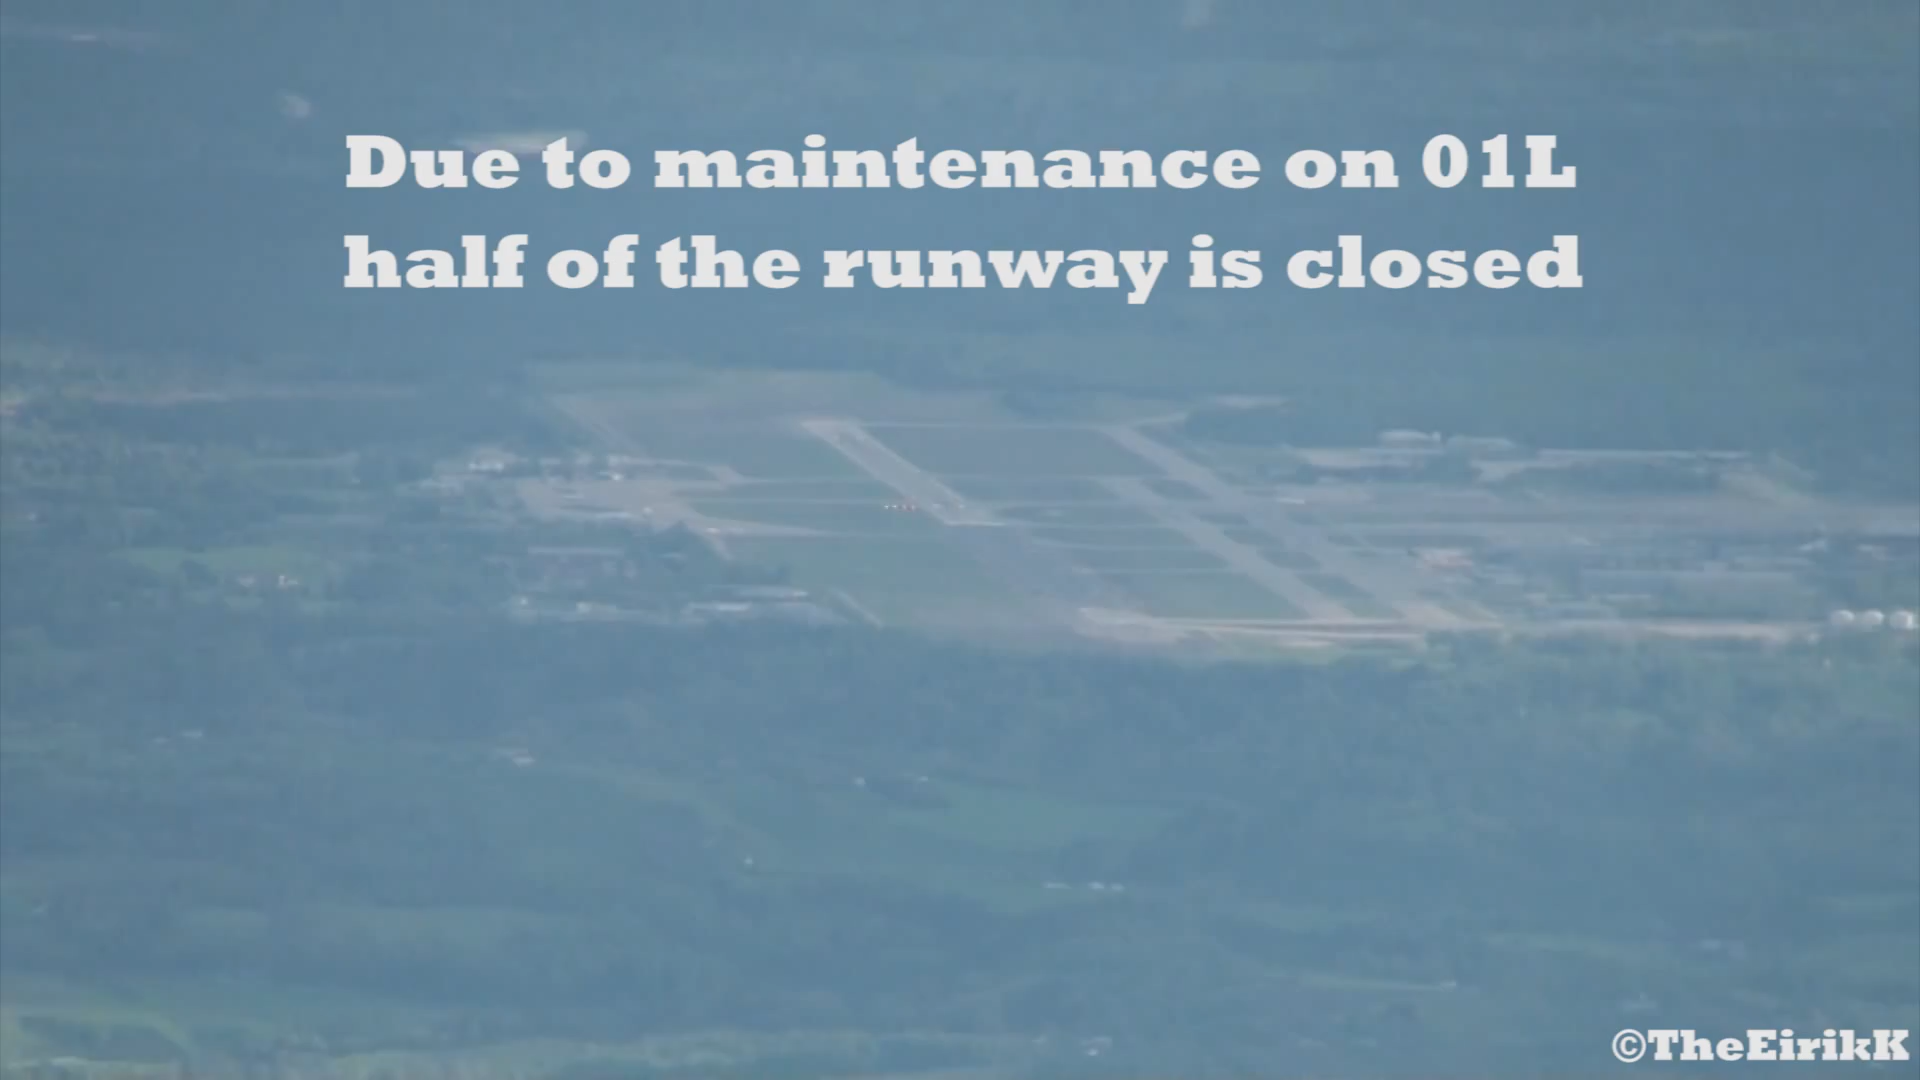 Due to maintenance on 01L
half of the runway is closed
©TheEirikK